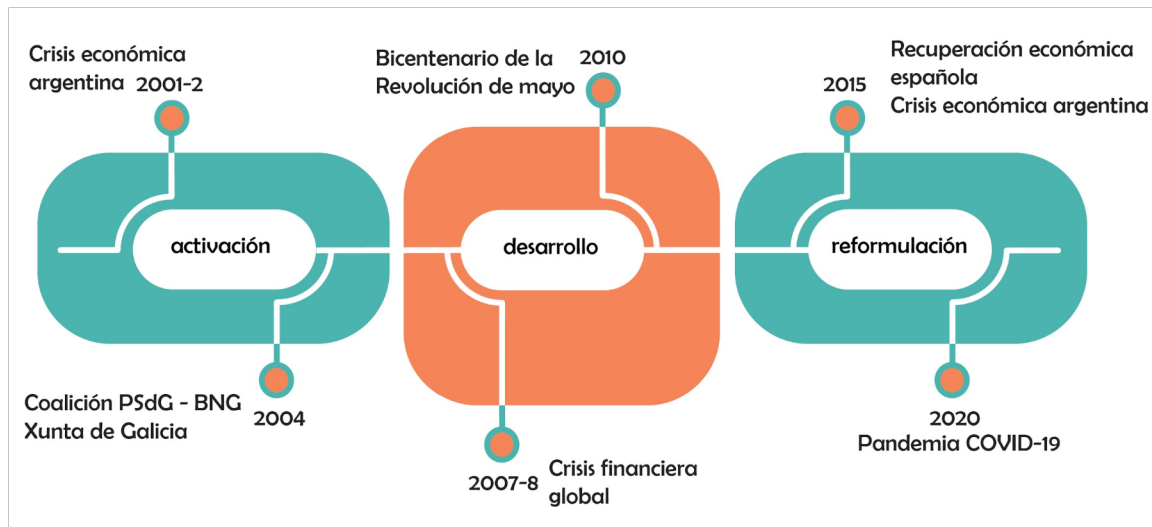 Crisis económica
argentina 2001-2
Coalición PSdG - BNG
Xunta de Galicia 2004
activación
Bicentenario de la
Revolución de mayo
2010
desarrollo
2007-8
Crisis financiera
global
2015
Recuperación económica
española
Crisis económica argentina
reformulación
2020
Pandemia COVID-19